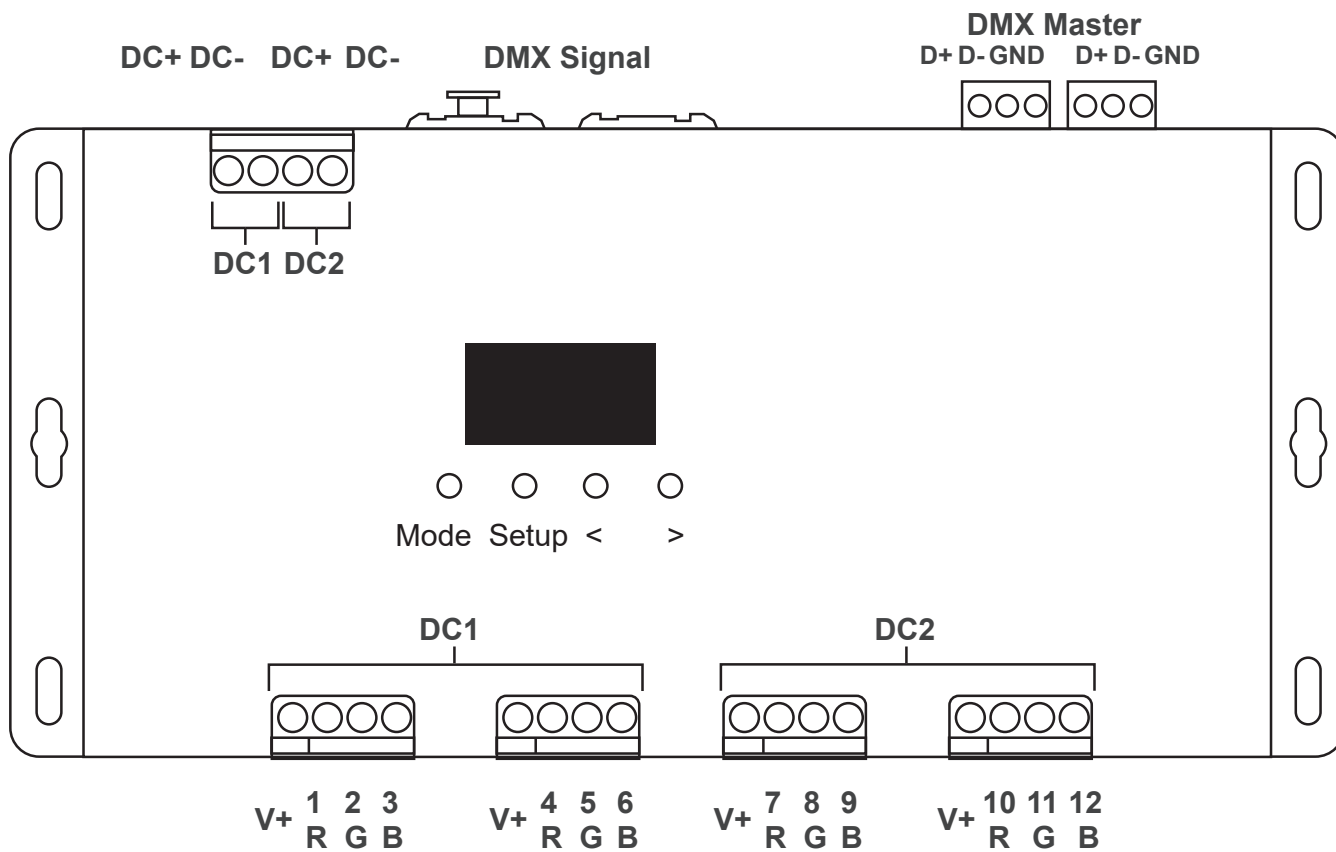 DMX Master
DC+ DC- DC+ DC- DMX Signal D+ D- GND D+ D- GND
DC1 DC2
Mode Setup < >
DC1 DC2
V+ 1 2 3 V+ 4 5 6 V+ 7 8 9 V+ 10 11 12
R G B R G B R G B R G B